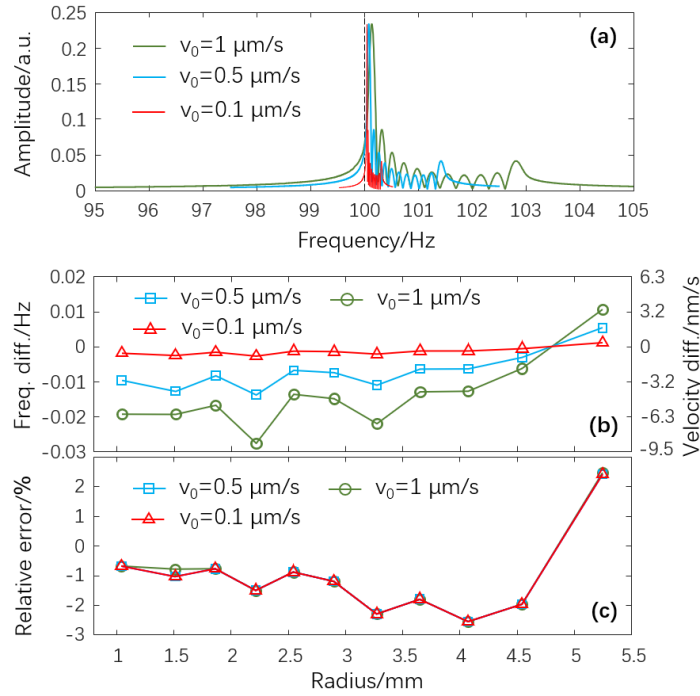 (a)
v₀=1 μm/s
v₀=0.5 μm/s
v₀=0.1 μm/s
Amplitude/a.u.
0.25
0.2
0.15
0.10
0.05
0
95 96 97 98 99 100 101 102 103 104 105
Frequency/Hz
v₀=0.5 μm/s v₀=1 μm/s
v₀=0.1 μm/s
Freq. diff./Hz
0.02
0.01
0
-0.01
-0.02
-0.03
6.3
3.2
0
-3.2
-6.3
-9.5
Velocity diff./nm/s
(b)
v₀=0.5 μm/s v₀=1 μm/s
v₀=0.1 μm/s
Relative error/%
2
1
0
-1
-2
-3
(c)
1 1.5 2 2.5 3 3.5 4 4.5 5 5.5
Radius/mm